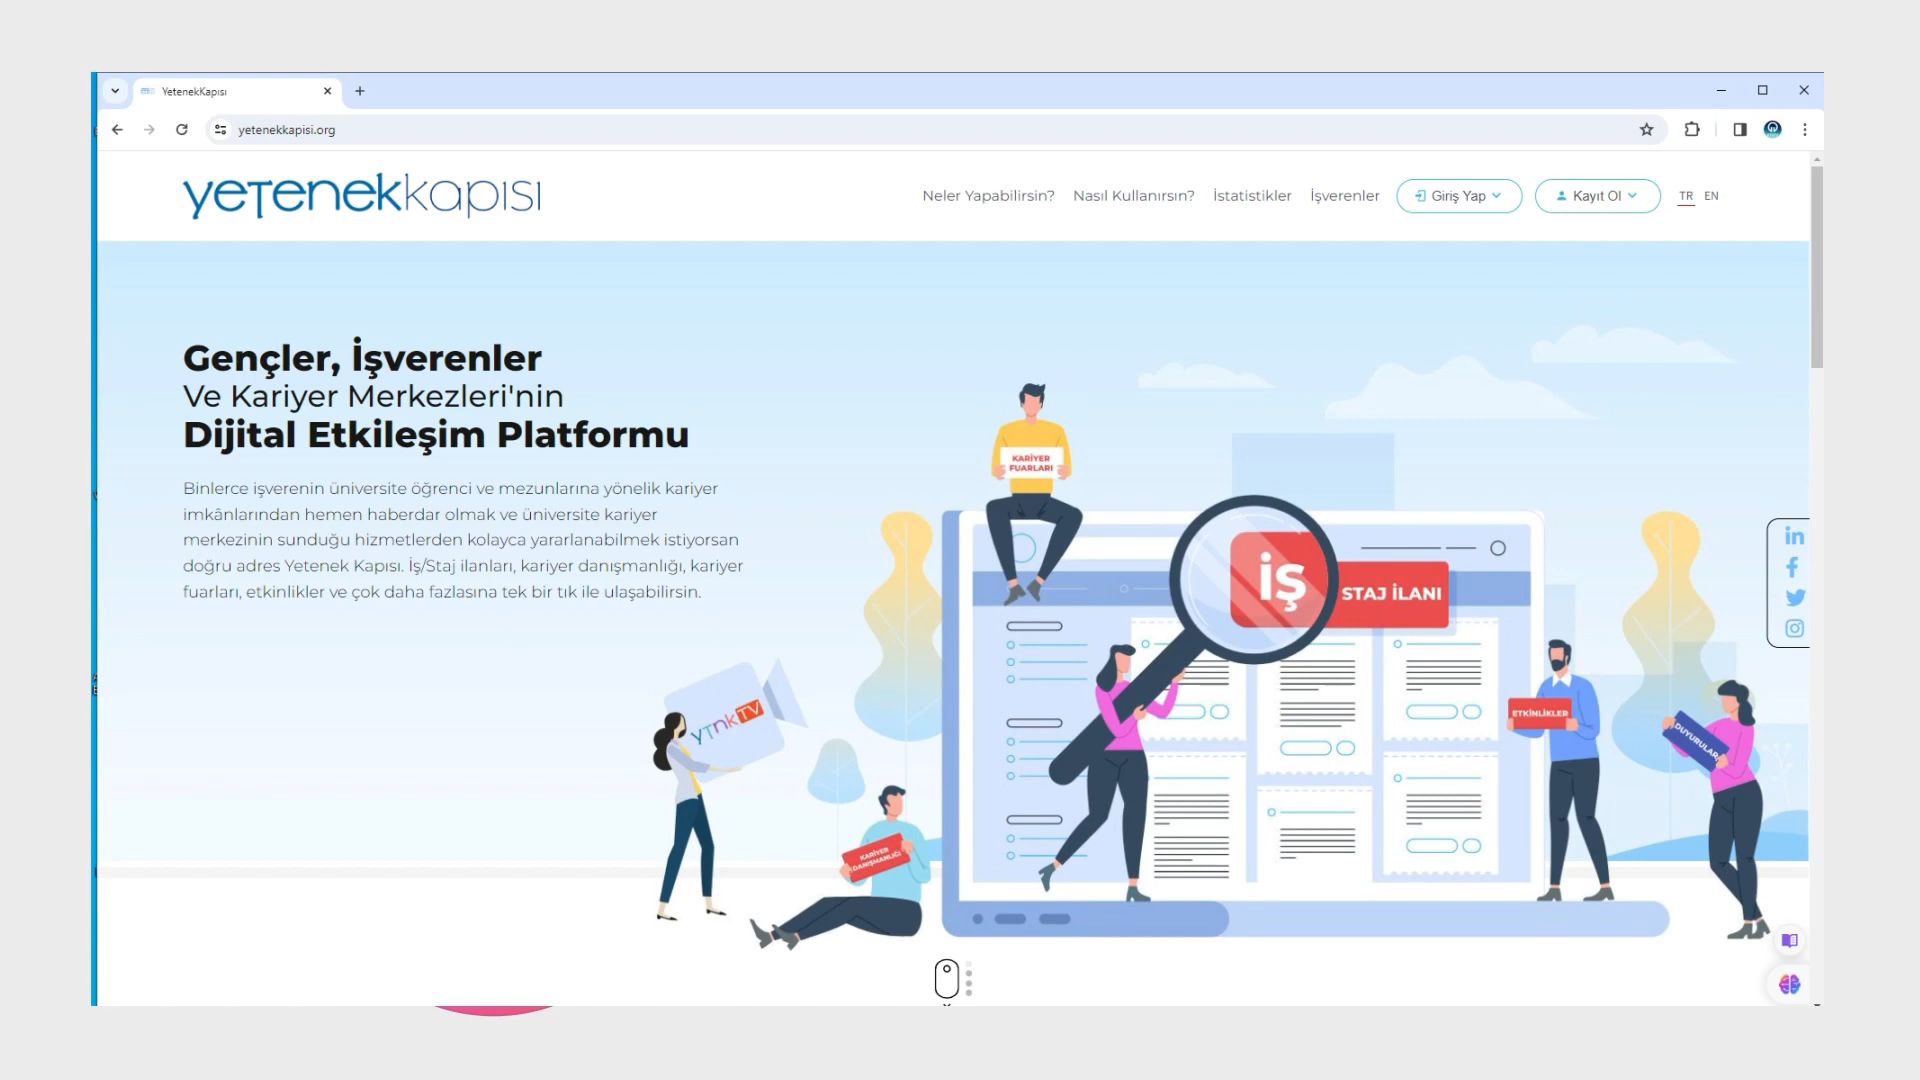 YetenekKapısı
yetenekkapisi.org
yetenekkapısı
Neler Yapabilirsin?
Nasıl Kullanırsın?
İstatistikler
İşverenler
Giriş Yap
Kayıt Ol
TR EN
Gençler, İşverenler
Ve Kariyer Merkezleri'nin
Dijital Etkileşim Platformu
Binlerce işverenin üniversite öğrenci ve mezunlarına yönelik kariyer
imkânlarından hemen haberdar olmak ve üniversite kariyer
merkezinin sunduğu hizmetlerden kolayca yararlanabilmek istiyorsan
doğru adres Yetenek Kapısı. İş/Staj ilanları, kariyer danışmanlığı, kariyer
fuarları, etkinlikler ve çok daha fazlasına tek bir tık ile ulaşabilirsin.
KARİYER
FUARLARI
İŞ
STAJ İLANI
YTNKTV
KARİYER
DANIŞMANLIĞI
ETKİNLİKLER
DUYURULAR